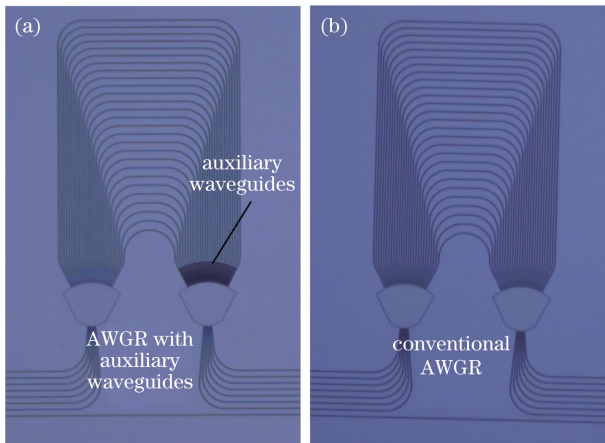 (a)
auxiliary
waveguides
AWGR with
auxiliary
waveguides
(b)
conventional
AWGR